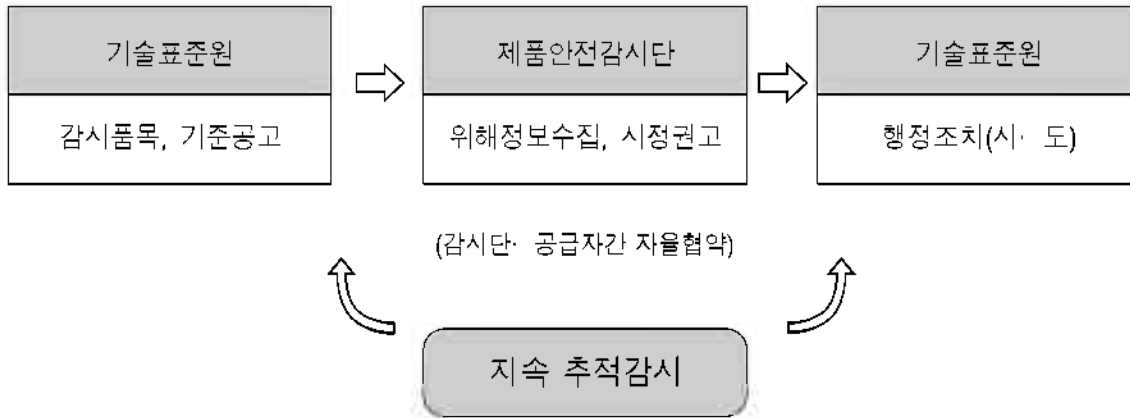 기술표준원
감시품목, 기준공고
제품안전감시단
위해정보수집, 시정권고
기술표준원
행정조치(시· 도)
(감시단· 공급자간 자율협약)
지속 추적감시